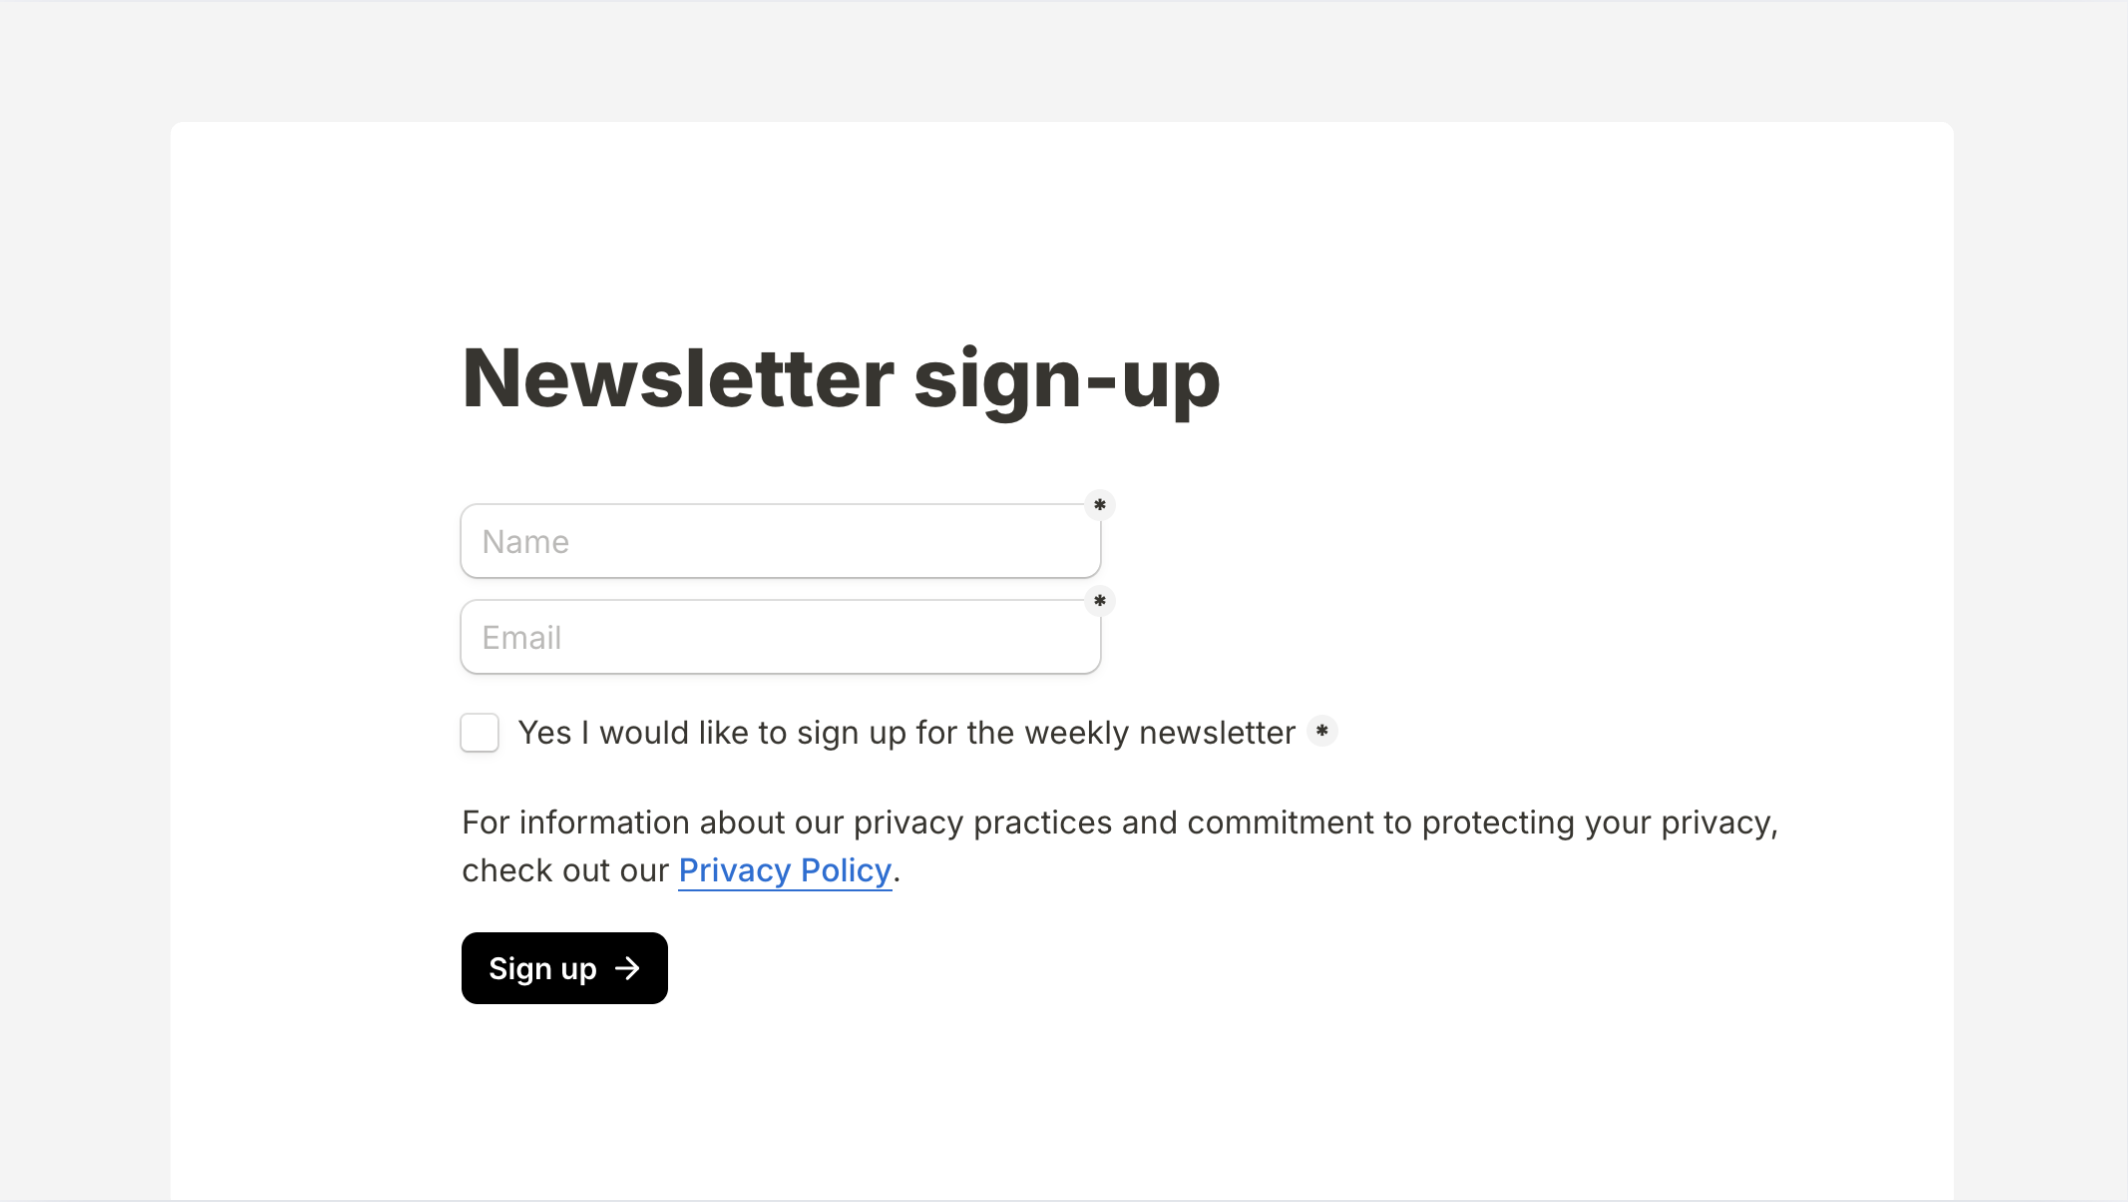 Newsletter sign-up
Name *
Email *
Yes I would like to sign up for the weekly newsletter *
For information about our privacy practices and commitment to protecting your privacy,
check out our Privacy Policy.
Sign up →